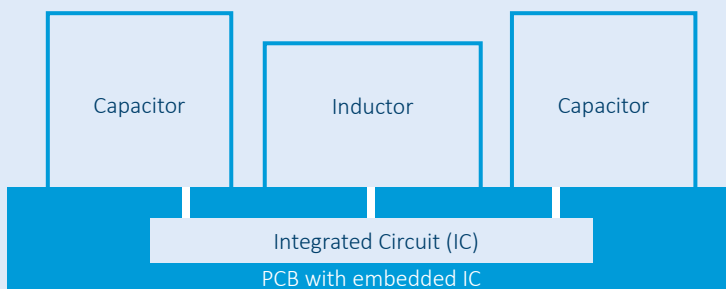 Capacitor
Inductor
Capacitor
Integrated Circuit (IC)
PCB with embedded IC